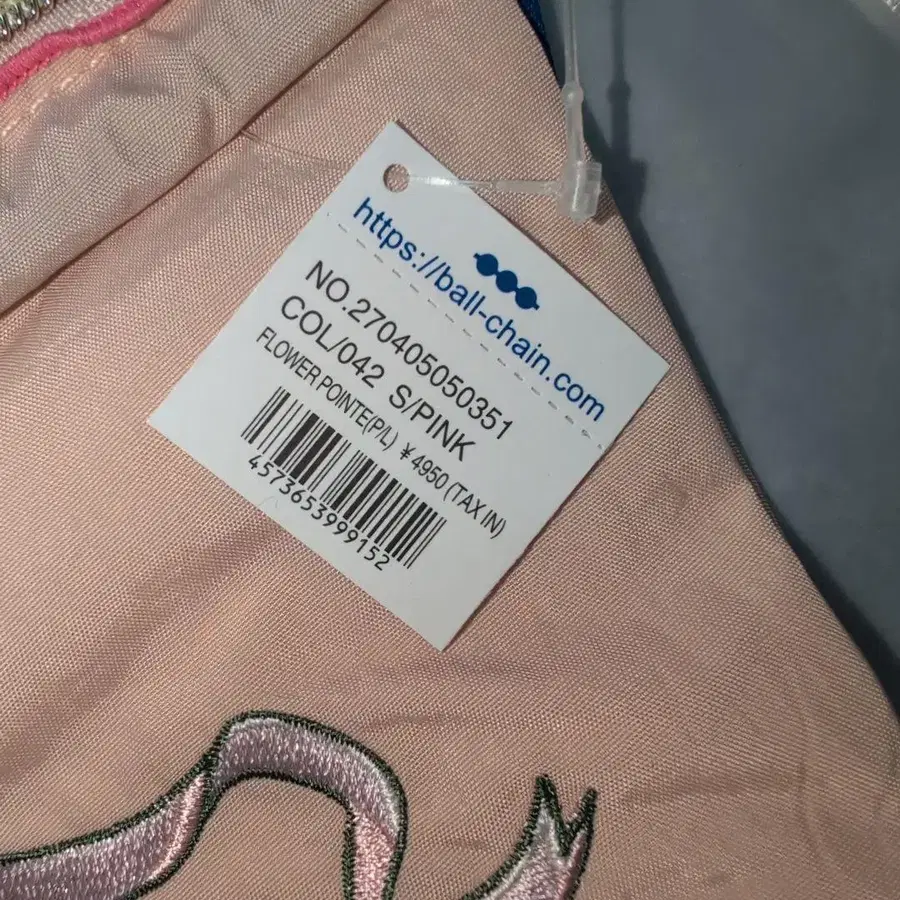 https://ball-chain.com
NO.270405050351
COL/042 S/PINK
FLOWER POINTE(P/L) ¥4950(TAX IN)
4573653999152